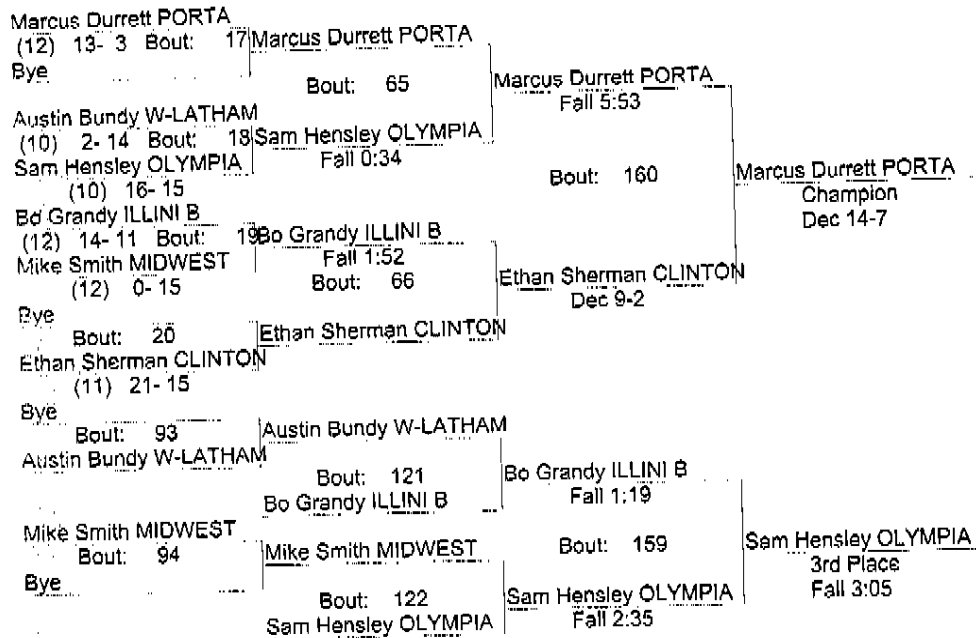 Marcus Durrett PORTA
(12) 13- 3 Bout: 17
Bye
Marcus Durrett PORTA
Bout: 65
Austin Bundy W-LATHAM
(10) 2- 14 Bout: 18
Sam Hensley OLYMPIA
(10) 16- 15
Sam Hensley OLYMPIA
Fall 0:34
Marcus Durrett PORTA
Fall 5:53
Bout: 160
Bo Grandy ILLINI B
(12) 14- 11 Bout: 19
Mike Smith MIDWEST
(12) 0- 15
Bo Grandy ILLINI B
Fall 1:52
Bout: 66
Bye
Bout: 20
Ethan Sherman CLINTON
(11) 21- 15
Ethan Sherman CLINTON
Ethan Sherman CLINTON
Dec 9-2
Marcus Durrett PORTA
Champion
Dec 14-7
Bye
Bout: 93
Austin Bundy W-LATHAM
Austin Bundy W-LATHAM
Bout: 121
Bo Grandy ILLINI B
Bo Grandy ILLINI B
Fall 1:19
Bout: 159
Mike Smith MIDWEST
Bout: 94
Bye
Mike Smith MIDWEST
Bout: 122
Sam Hensley OLYMPIA
Sam Hensley OLYMPIA
Fall 2:35
Sam Hensley OLYMPIA
3rd Place
Fall 3:05